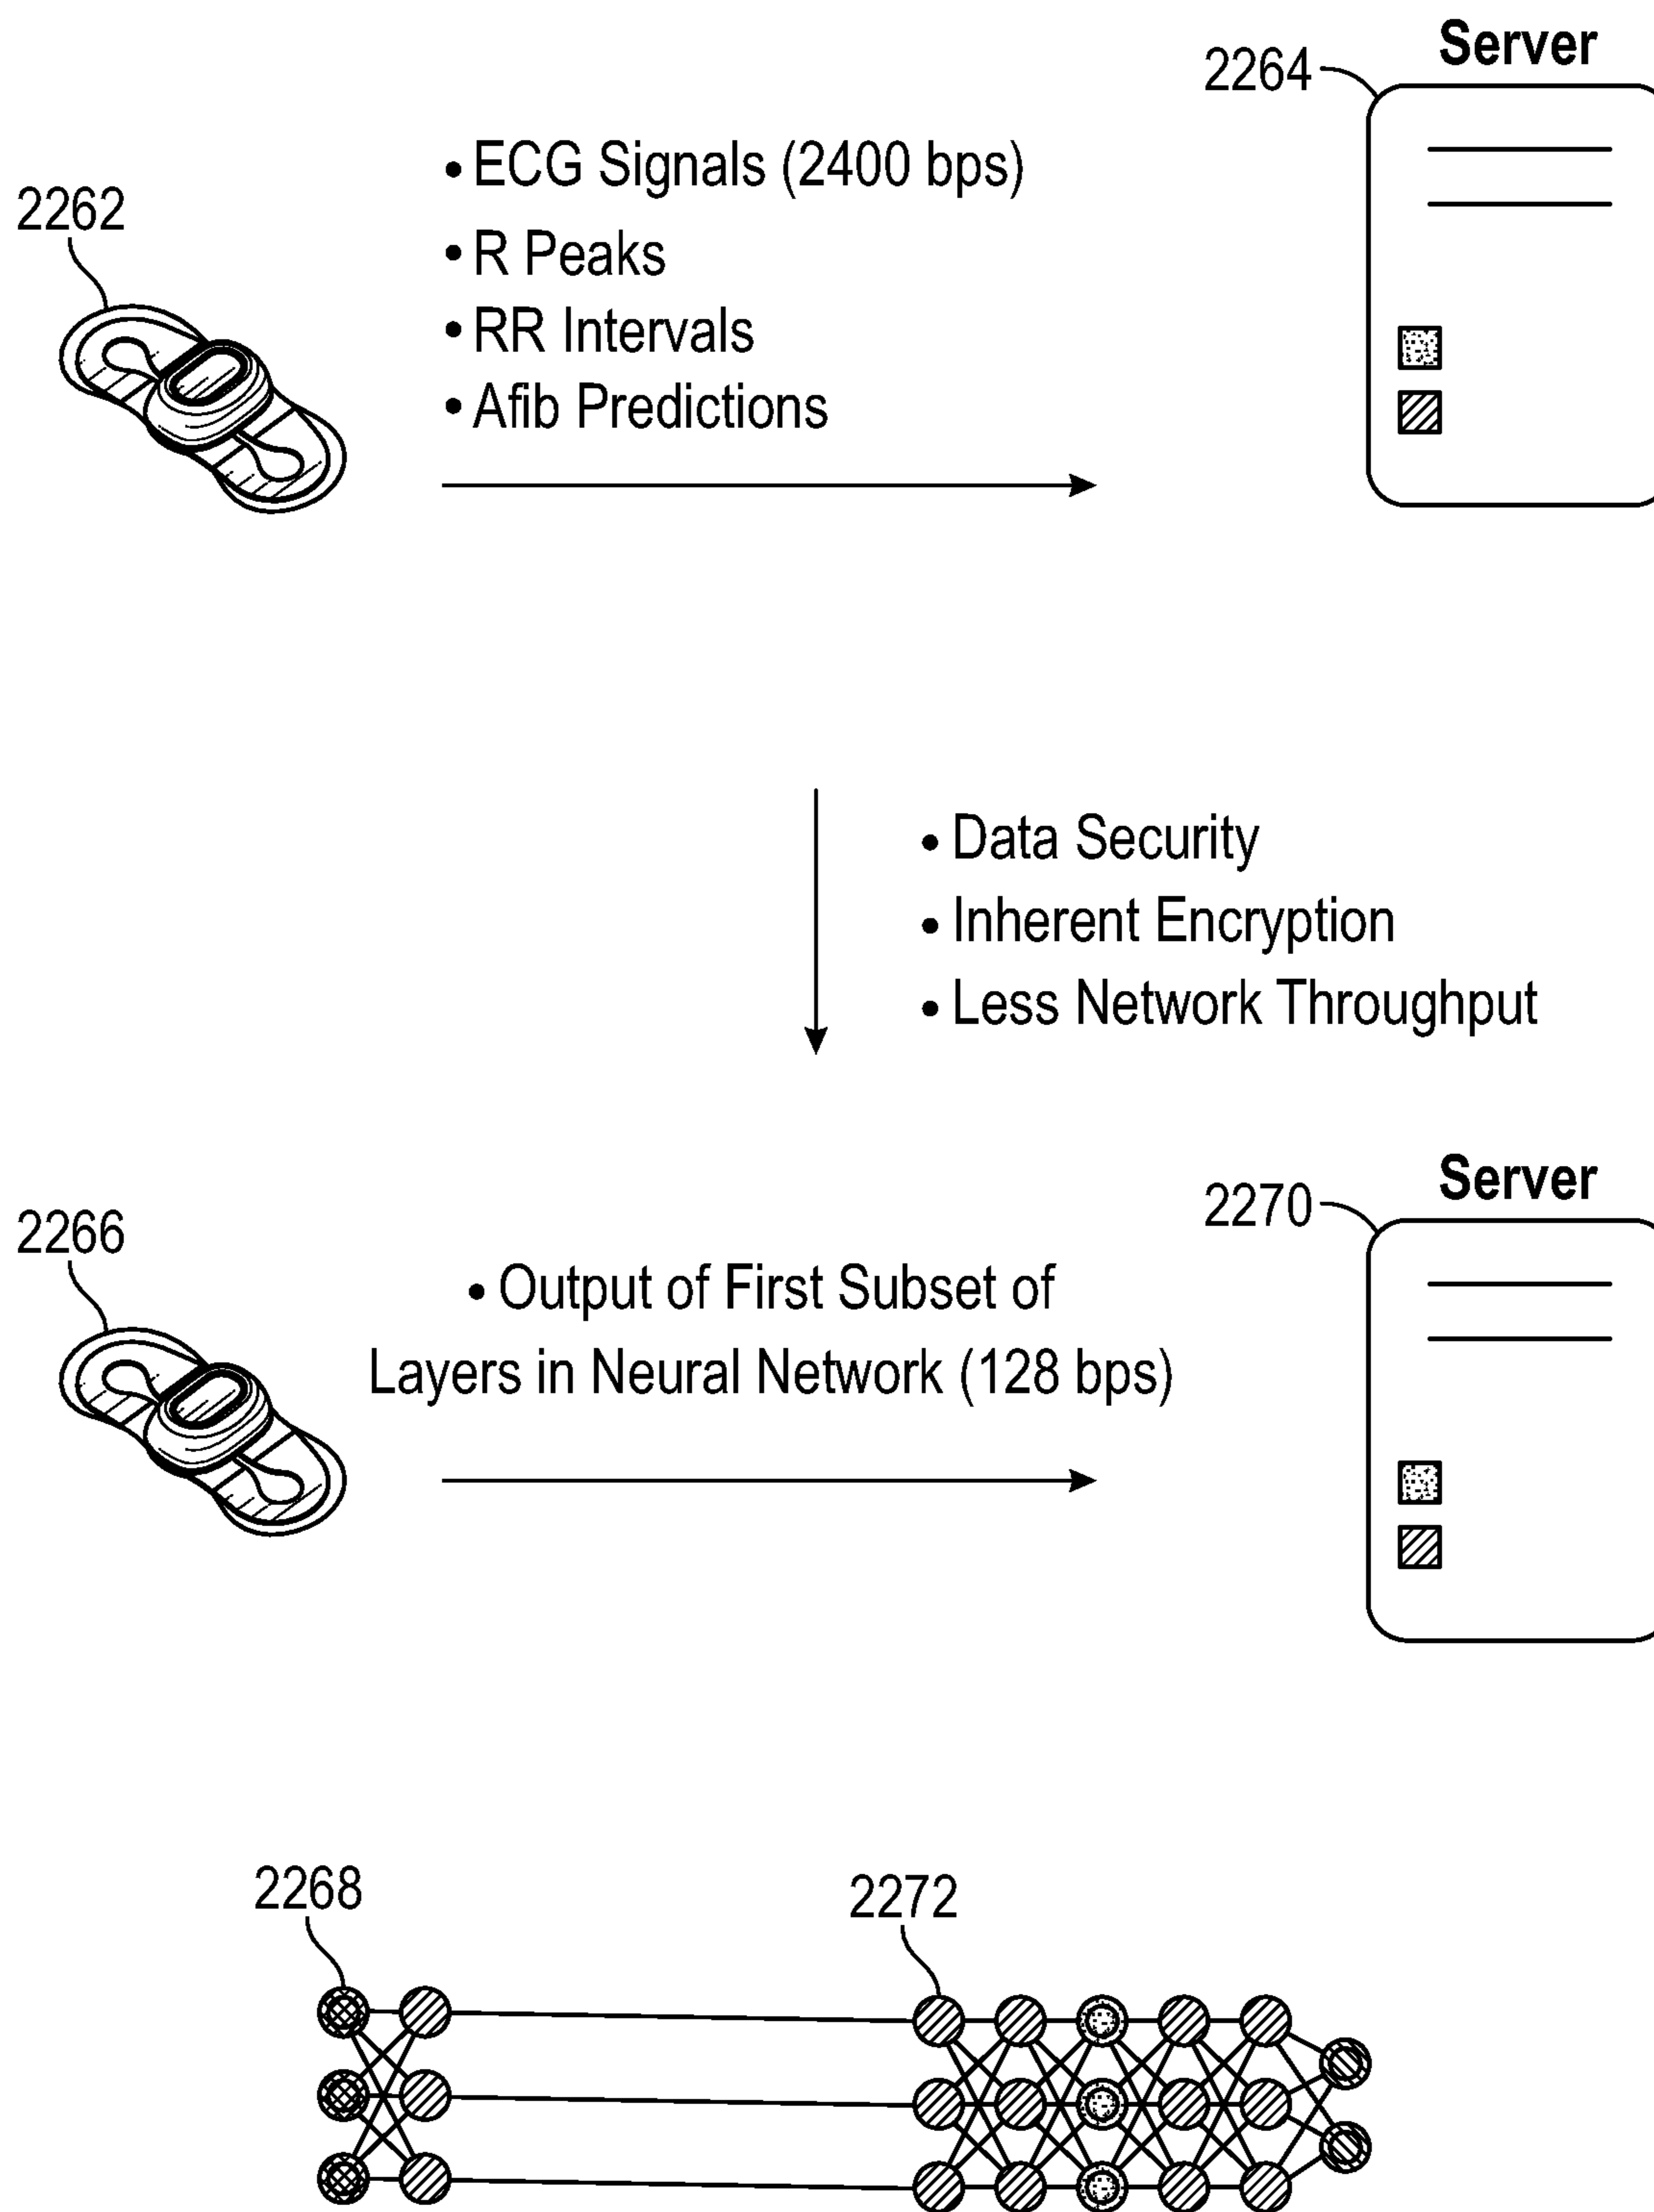 Server
2264
• ECG Signals (2400 bps)
2262
• R Peaks
• RR Intervals
• Afib Predictions
• Data Security
• Inherent Encryption
• Less Network Throughput
Server
2270
2266
• Output of First Subset of
Layers in Neural Network (128 bps)
2268
2272